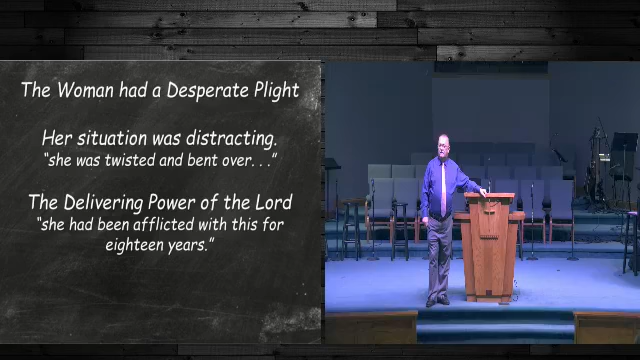 The Woman had a Desperate Plight
Her situation was distracting.
"she was twisted and bent over. . ."
The Delivering Power of the Lord
"she had been afflicted with this for
eighteen years."